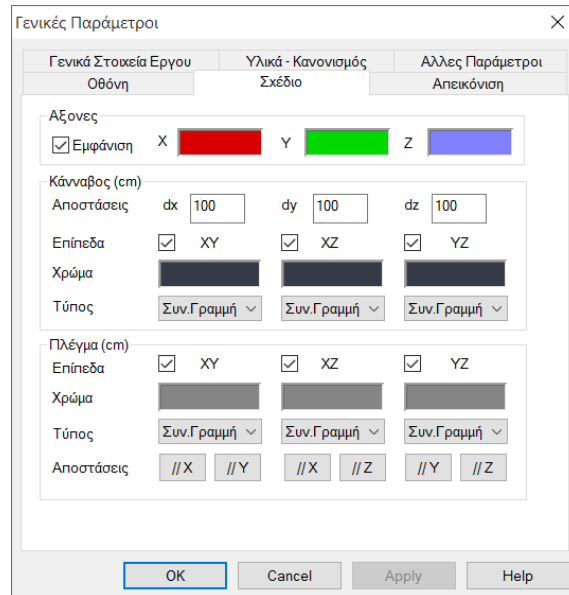 Γενικές Παράμετροι
Γενικά Στοιχεία Εργου Υλικά - Κανονισμός Αλλες Παράμετροι
Οθόνη Σχέδιο Απεικόνιση
Αξονες
Εμφάνιση X Y Z
Κάνναβος (cm)
Αποστάσεις dx 100 dy 100 dz 100
Επίπεδα XY XZ YZ
Χρώμα
Τύπος Συν.Γραμμή Συν.Γραμμή Συν.Γραμμή
Πλέγμα (cm)
Επίπεδα XY XZ YZ
Χρώμα
Τύπος Συν.Γραμμή Συν.Γραμμή Συν.Γραμμή
Αποστάσεις //X //Y //X //Z //Y //Z
OK Cancel Apply Help